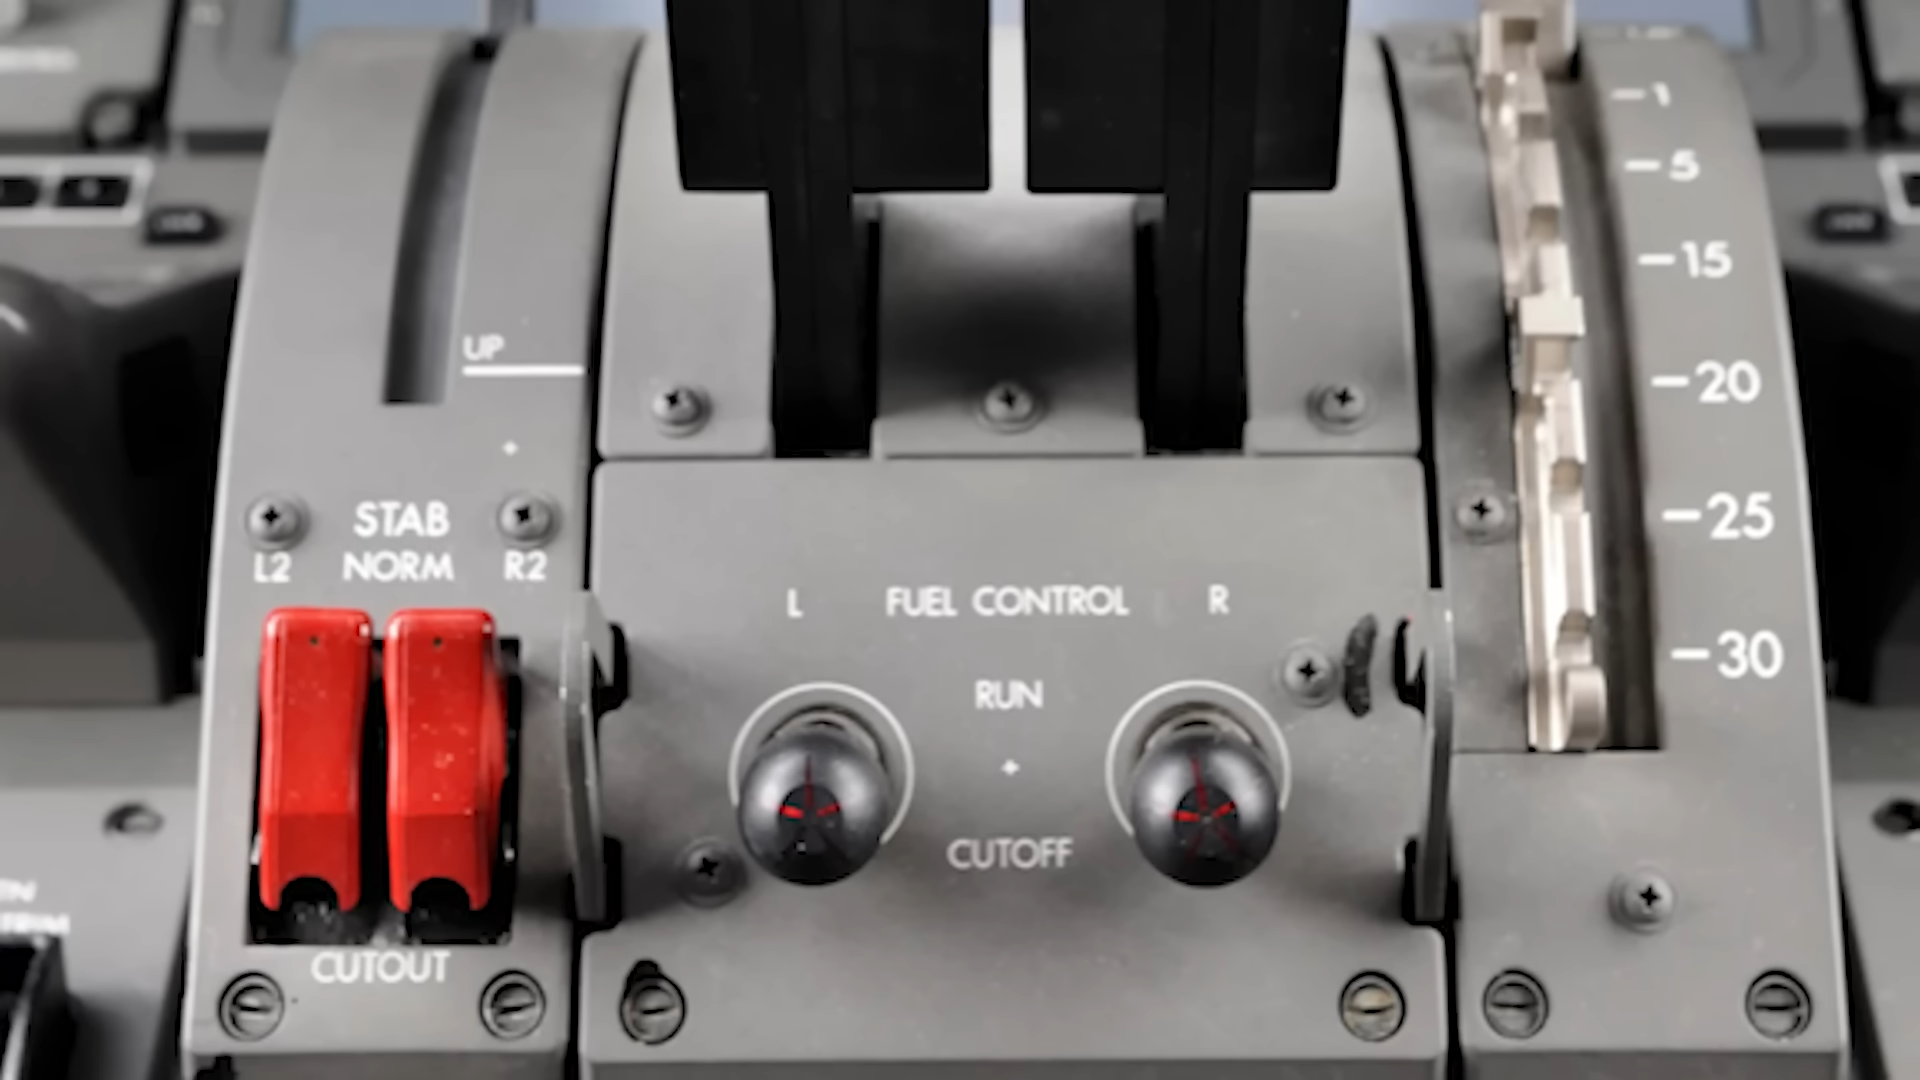 1
5
15
UP
20
STAB
25
L2 NORM R2
L FUEL CONTROL R
30
RUN
CUTOFF
CUTOUT